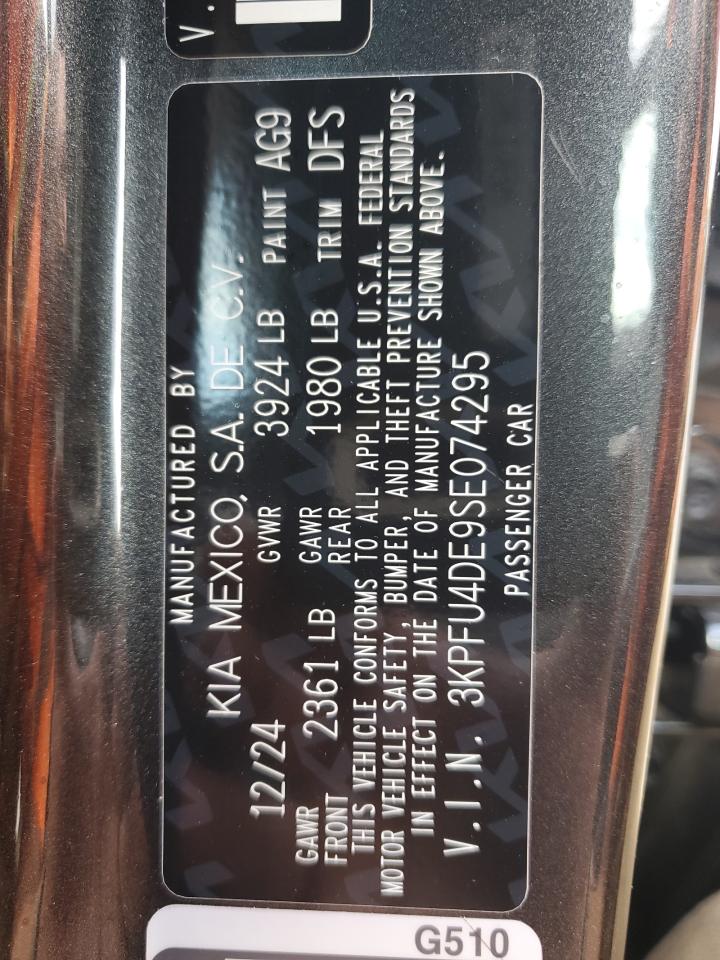 V.
MANUFACTURED BY
KIA MEXICO, S.A. DE C.V.
12/24 GVWR 3924 LB PAINT AG9
GAWR FRONT 2361 LB GAWR REAR 1980 LB TRIM DFS
THIS VEHICLE CONFORMS TO ALL APPLICABLE U.S.A. FEDERAL
MOTOR VEHICLE SAFETY, BUMPER, AND THEFT PREVENTION STANDARDS
IN EFFECT ON THE DATE OF MANUFACTURE SHOWN ABOVE.
V.I.N. 3KPFU4DE9SE074295
PASSENGER CAR
G510